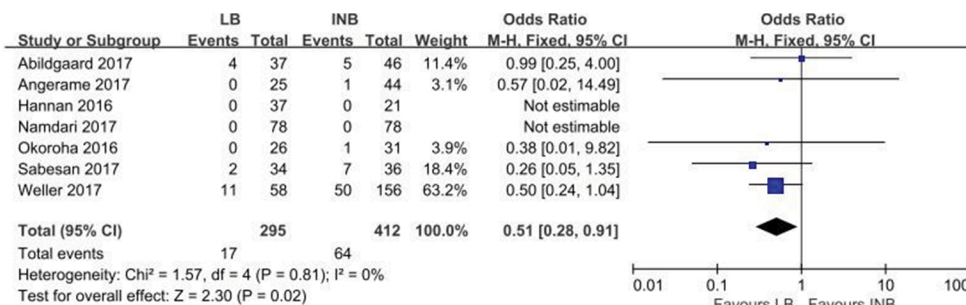 LB INB Odds Ratio Odds Ratio
Study or Subgroup Events Total Events Total Weight M-H, Fixed, 95% CI M-H, Fixed, 95% CI
Abildgaard 2017 4 37 5 46 11.4% 0.99 [0.25, 4.00]
Angerame 2017 0 25 1 44 3.1% 0.57 [0.02, 14.49]
Hannan 2016 0 37 0 21 Not estimable
Namdari 2017 0 78 0 78 Not estimable
Okoroha 2016 0 26 1 31 3.9% 0.38 [0.01, 9.82]
Sabesan 2017 2 34 7 36 18.4% 0.26 [0.05, 1.35]
Weller 2017 11 58 50 156 63.2% 0.50 [0.24, 1.04]
Total (95% CI) 295 412 100.0% 0.51 [0.28, 0.91]
Total events 17 64
Heterogeneity: Chi² = 1.57, df = 4 (P = 0.81); I² = 0%
Test for overall effect: Z = 2.30 (P = 0.02)
0.01 0.1 1 10 100
Favours LB Favours INB